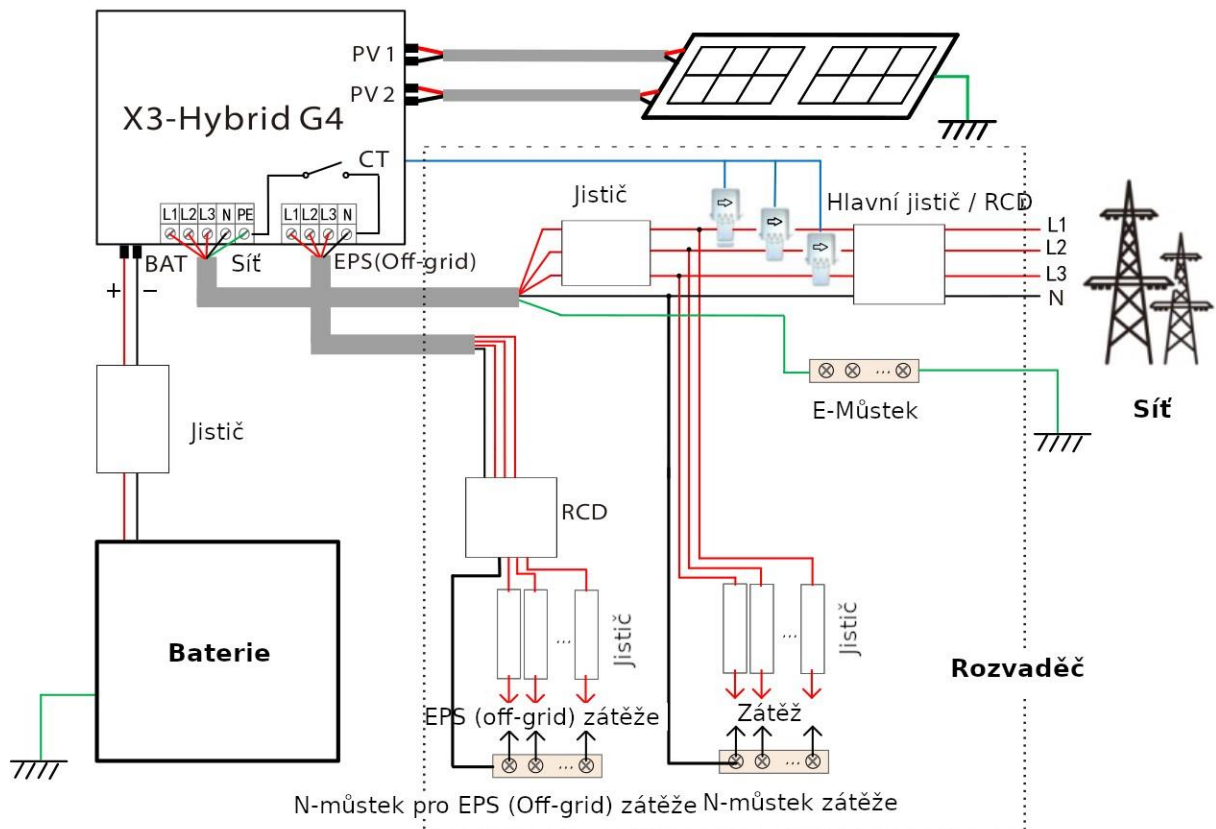 PV 1
PV 2
X3-Hybrid G4
CT
L1 L2 L3 N PE
L1 L2 L3 N
BAT
Síť
EPS(Off-grid)
+ −
Jistič
Hlavní jistič / RCD
L1
L2
L3
N
E-Můstek
Síť
Jistič
RCD
Baterie
...
Jistič
...
Jistič
Rozvaděč
EPS (off-grid) zátěže
Zátěž
...
...
...
N-můstek pro EPS (Off-grid) zátěže
N-můstek zátěže